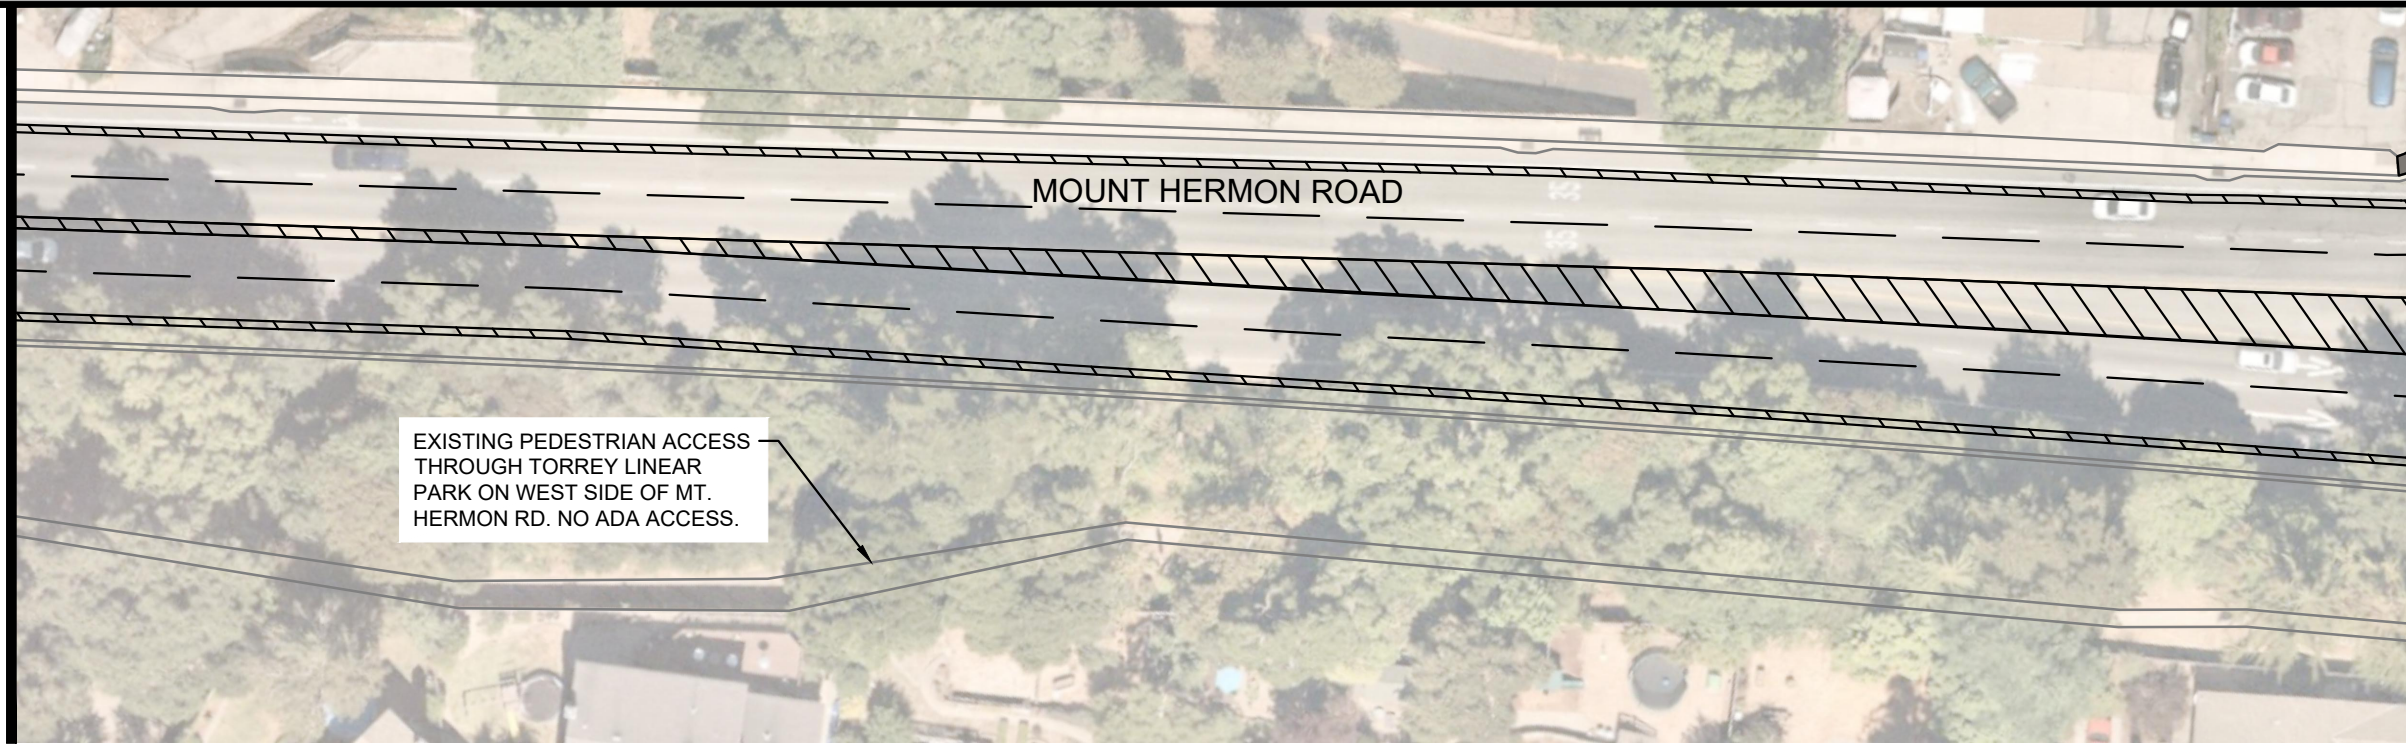 MOUNT HERMON ROAD
EXISTING PEDESTRIAN ACCESS
THROUGH TORREY LINEAR
PARK ON WEST SIDE OF MT.
HERMON RD. NO ADA ACCESS.